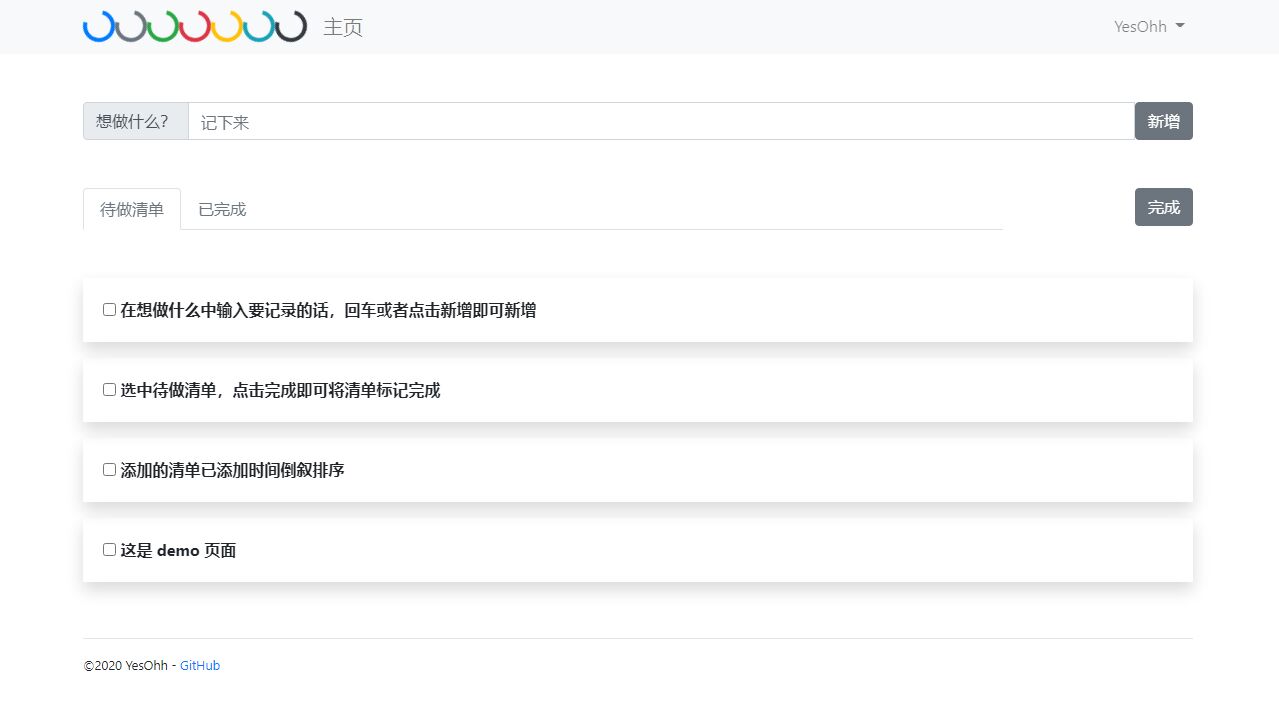 主页
YesOhh
想做什么？ 记下来 新增
待做清单 已完成 完成
在想做什么中输入要记录的话，回车或者点击新增即可新增
选中待做清单，点击完成即可将清单标记完成
添加的清单已添加时间倒叙排序
这是 demo 页面
©2020 YesOhh - GitHub